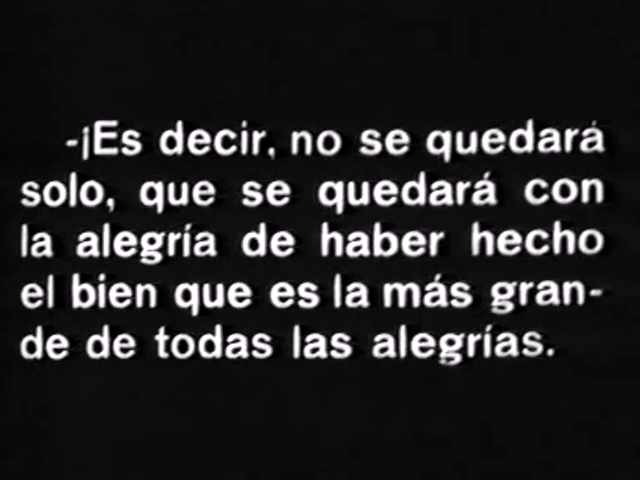 -¡Es decir, no se quedará
solo, que se quedará con
la alegría de haber hecho
el bien que es la más gran-
de de todas las alegrías.